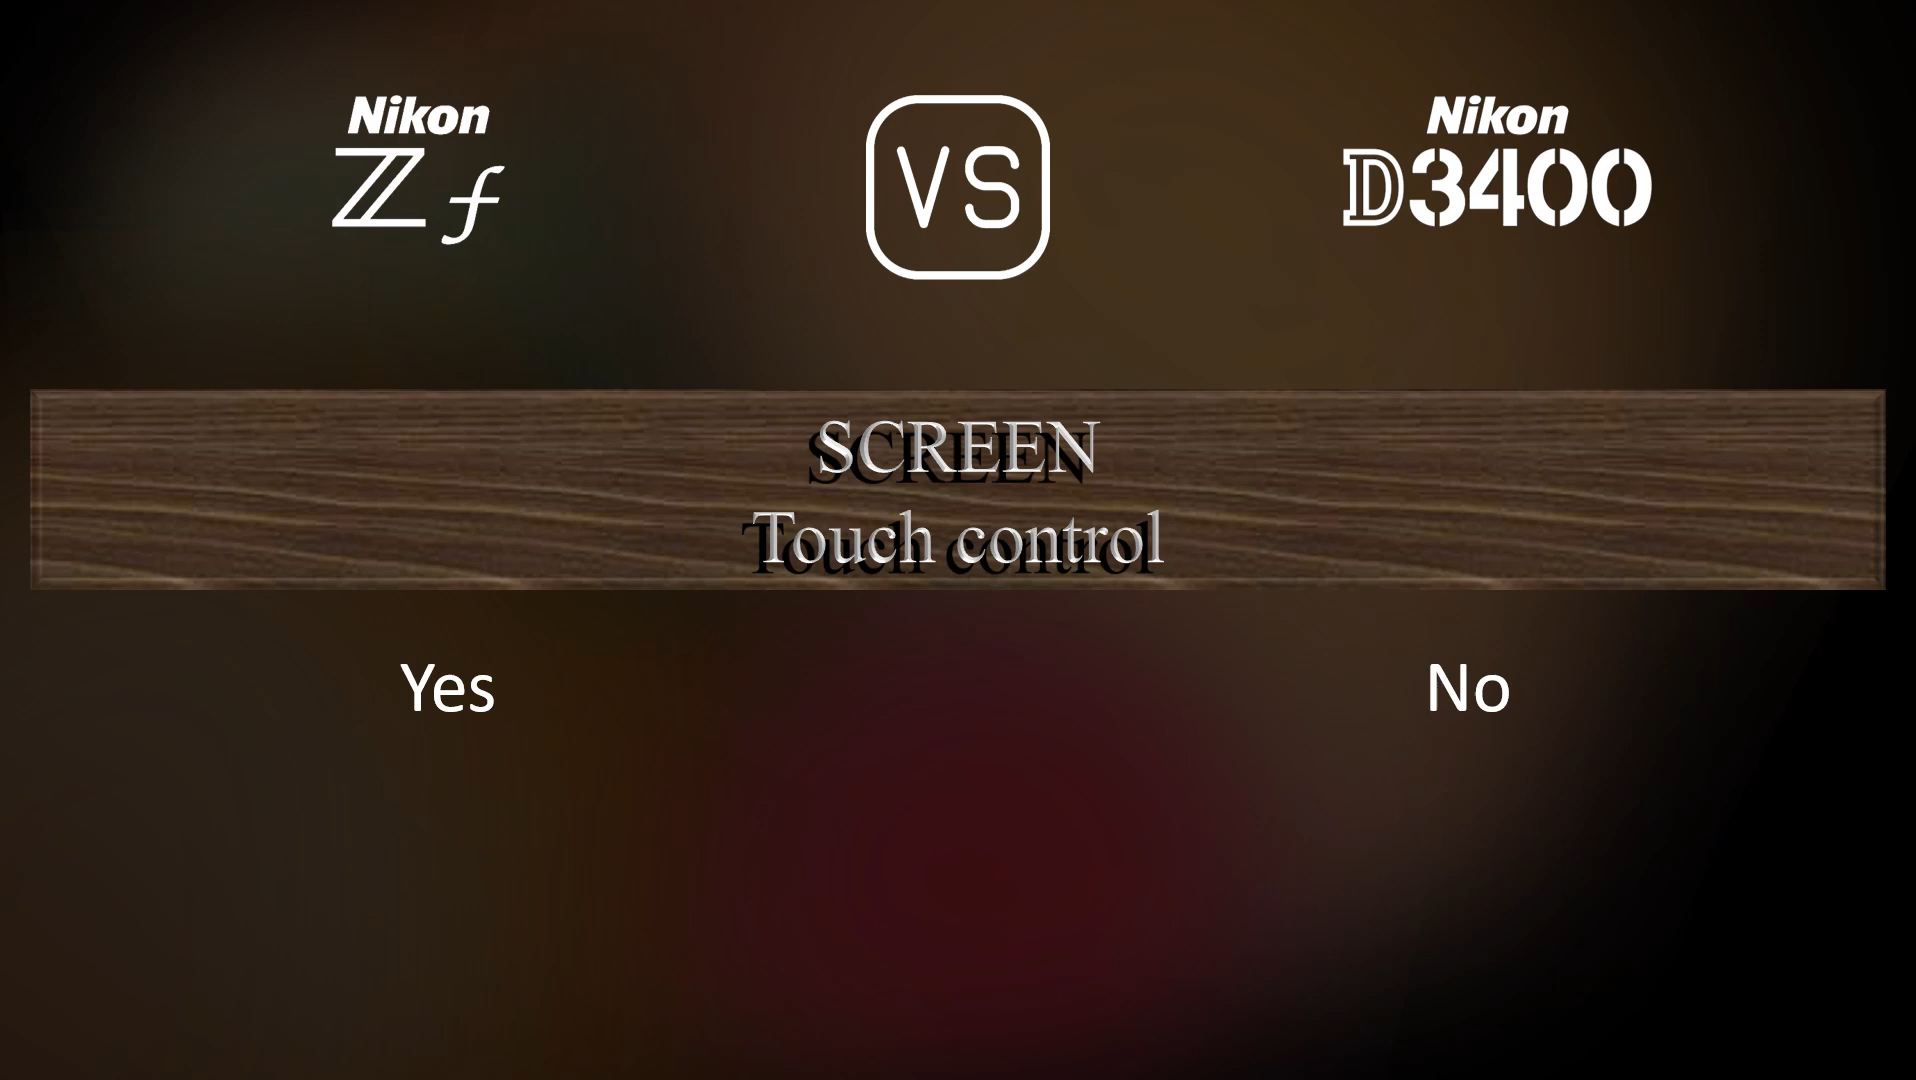 Nikon
Z f
VS
Nikon
D3400
SCREEN
Touch control
Yes
No